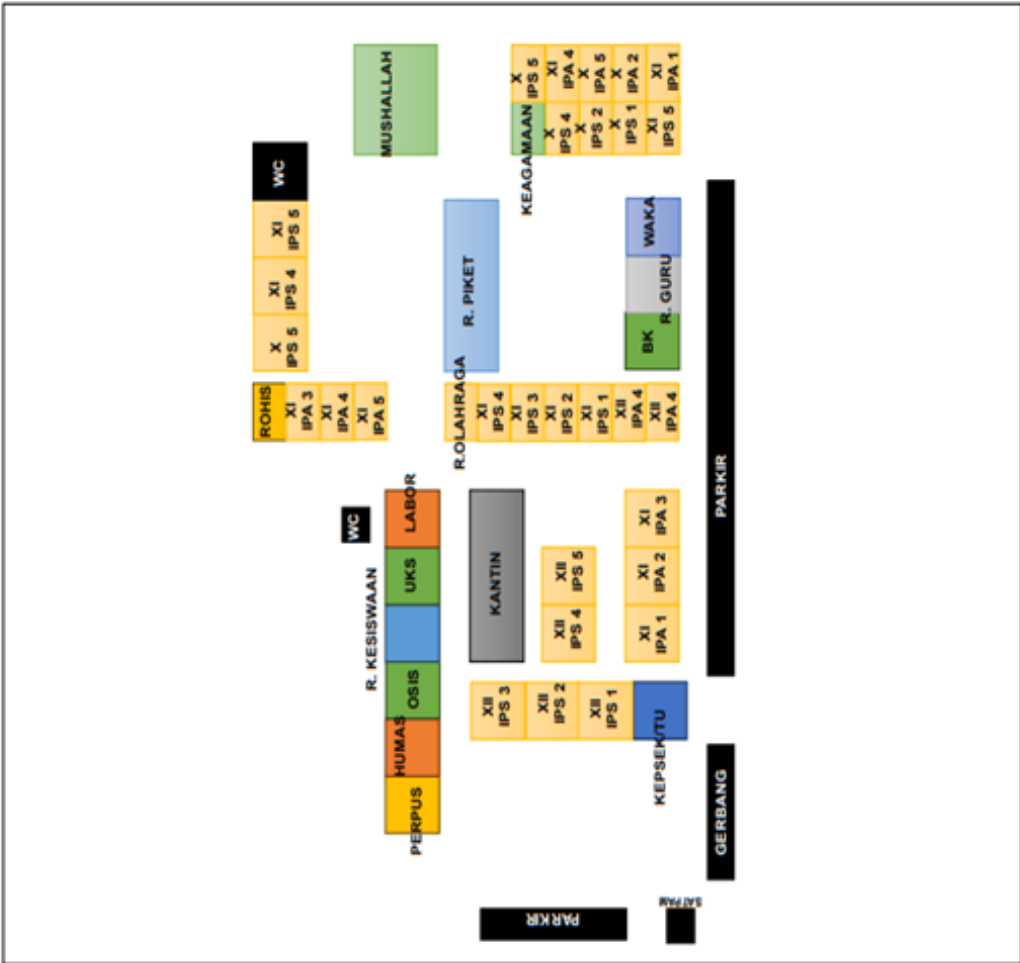 MUSHALLAH
X
IPS 5
XI
IPA 4
X
IPA 5
X
IPA 2
XI
IPA 1
KEAGAMAAN
X
IPS 4
X
IPS 2
X
IPS 1
XI
IPS 5
WC
XI
IPS 5
XI
IPS 4
X
IPS 5
R. PIKET
WAKA
R. GURU
BK
ROHIS
XI
IPA 3
XI
IPA 4
XI
IPA 5
R.OLAHRAGA
XI
IPS 4
XI
IPS 3
XI
IPS 2
XI
IPS 1
XII
IPA 4
XII
IPA 4
PARKIR
WC
LABOR
UKS
R. KESISWAAN
OSIS
HUMAS
PERPUS
KANTIN
XII
IPS 5
XII
IPS 4
XI
IPA 3
XI
IPA 2
XI
IPA 1
XII
IPS 3
XII
IPS 2
XII
IPS 1
KEPSEK/TU
GERBANG
PARKIR
SATPAM